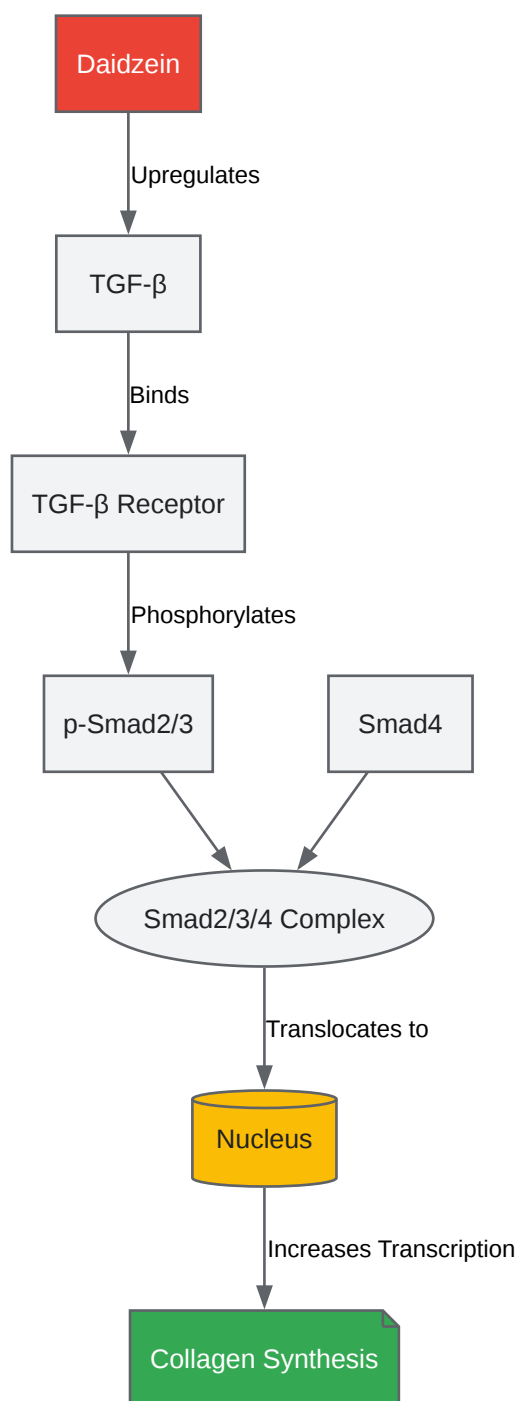 Daidzein
Upregulates
TGF-β
Binds
TGF-β Receptor
Phosphorylates
p-Smad2/3
Smad4
Smad2/3/4 Complex
Translocates to
Nucleus
Increases Transcription
Collagen Synthesis